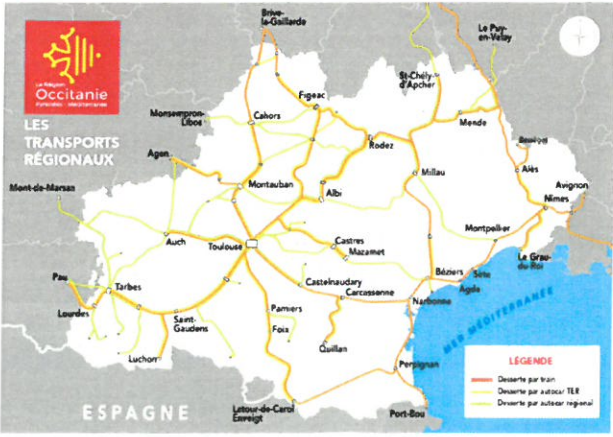 Brive-
la-Gaillarde
Le Puy-
en-Velay
La Région
Occitanie
Pyrénées - Méditerranée
LES
TRANSPORTS
RÉGIONAUX
St-Chély
d'Apcher
Figeac
Monsempron-
Libos
Cahors
Mende
Rodez
Agen
Bessèges
Alès
Avignon
Mont-de-Marsan
Montauban
Millau
Albi
Nîmes
Auch
Toulouse
Montpellier
Castres
Mazamet
Le Grau-
du-Roi
Pau
Tarbes
Castelnaudary
Béziers
Sète
Agde
Carcassonne
Narbonne
Lourdes
Saint-
Gaudens
Pamiers
Foix
MER MÉDITERRANÉE
Luchon
Quillan
Perpignan
LÉGENDE
Desserte par train
Desserte par autocar TER
Desserte par autocar régional
ESPAGNE
Latour-de-Carol
Enveigt
Port-Bou